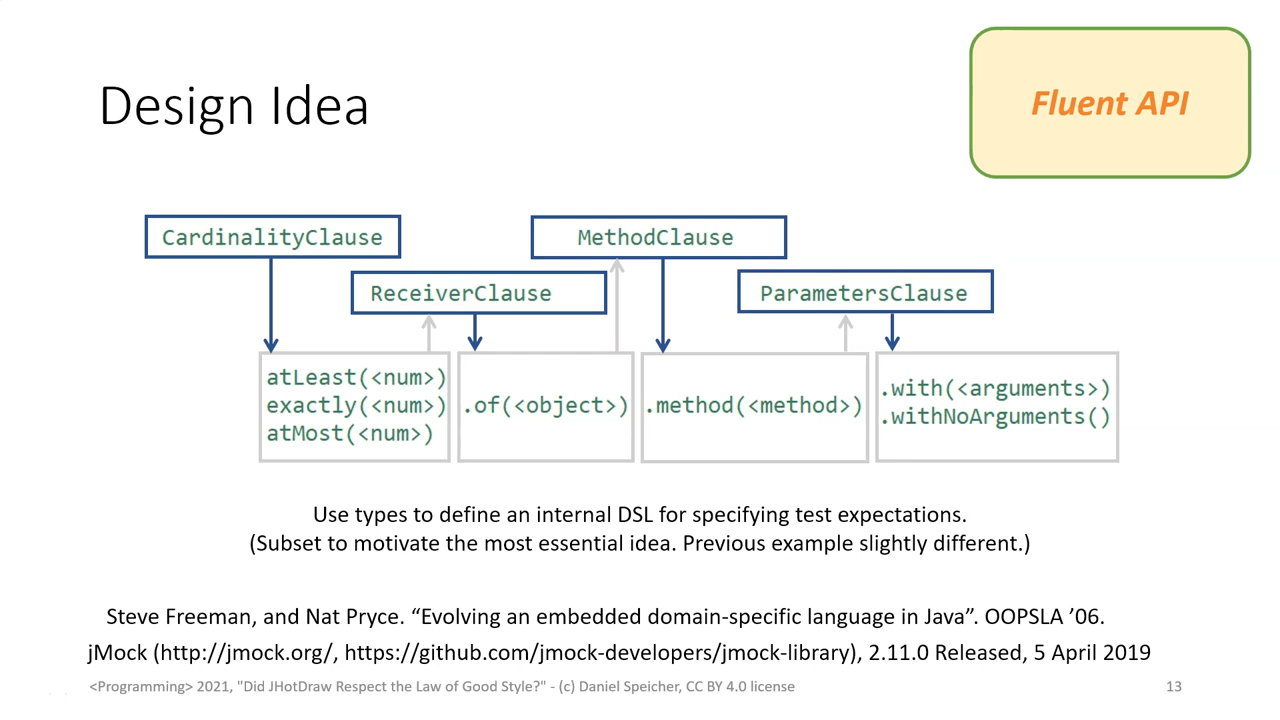 Design Idea
Fluent API
CardinalityClause
MethodClause
ReceiverClause
ParametersClause
atLeast(<num>)
exactly(<num>)
atMost(<num>)
.of(<object>)
.method(<method>)
.with(<arguments>)
.withNoArguments()
Use types to define an internal DSL for specifying test expectations.
(Subset to motivate the most essential idea. Previous example slightly different.)
Steve Freeman, and Nat Pryce. “Evolving an embedded domain-specific language in Java”. OOPSLA ’06.
jMock (http://jmock.org/, https://github.com/jmock-developers/jmock-library), 2.11.0 Released, 5 April 2019
<Programming> 2021, "Did JHotDraw Respect the Law of Good Style?" - (c) Daniel Speicher, CC BY 4.0 license
13